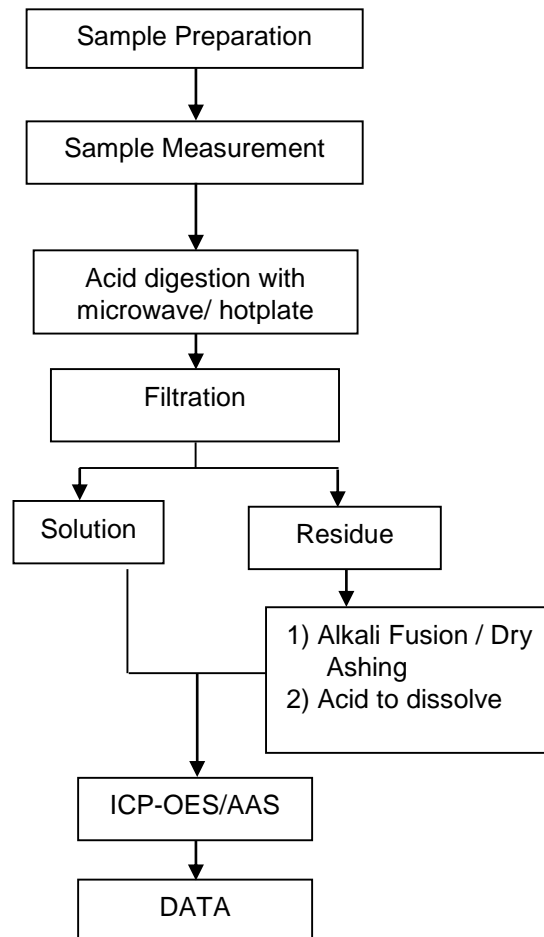 Sample Preparation
Sample Measurement
Acid digestion with
microwave/ hotplate
Filtration
Solution
Residue
1) Alkali Fusion / Dry
Ashing
2) Acid to dissolve
ICP-OES/AAS
DATA